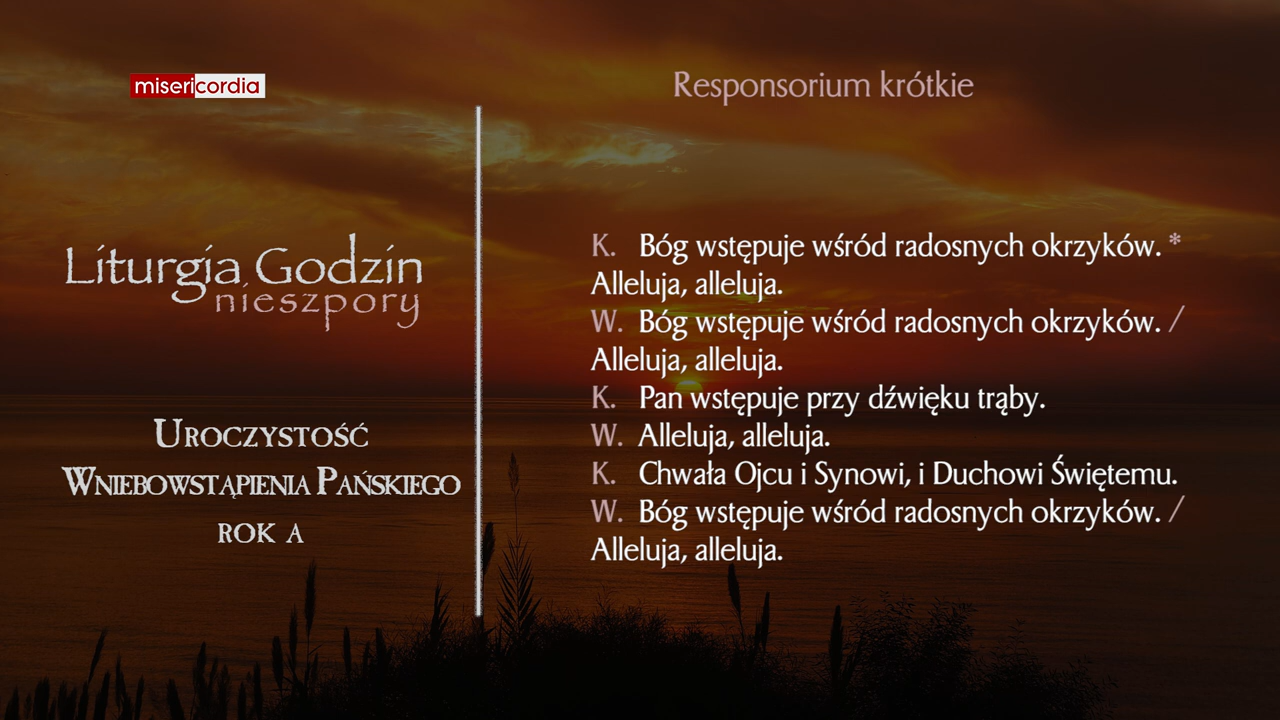 misericordia
Liturgia Godzin
nieszpory
Uroczystość
Wniebowstąpienia Pańskiego
rok A
Responsorium krótkie
K. Bóg wstępuje wśród radosnych okrzyków. *
Alleluja, alleluja.
W. Bóg wstępuje wśród radosnych okrzyków. /
Alleluja, alleluja.
K. Pan wstępuje przy dźwięku trąby.
W. Alleluja, alleluja.
K. Chwała Ojcu i Synowi, i Duchowi Świętemu.
W. Bóg wstępuje wśród radosnych okrzyków. /
Alleluja, alleluja.